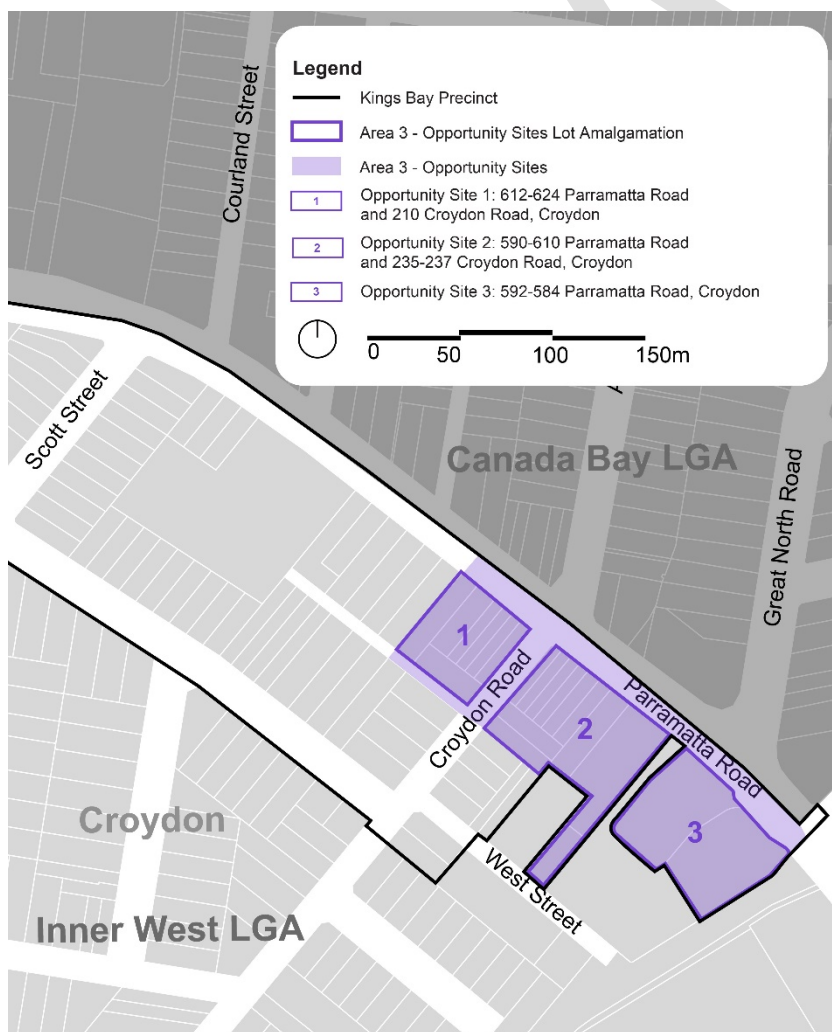 Legend
Kings Bay Precinct
Area 3 - Opportunity Sites Lot Amalgamation
Area 3 - Opportunity Sites
1
Opportunity Site 1: 612-624 Parramatta Road
and 210 Croydon Road, Croydon
2
Opportunity Site 2: 590-610 Parramatta Road
and 235-237 Croydon Road, Croydon
3
Opportunity Site 3: 592-584 Parramatta Road, Croydon
0 50 100 150m
Courland Street
Scott Street
Canada Bay LGA
Great North Road
1
Croydon Road
2
Parramatta Road
3
Croydon
West Street
Inner West LGA